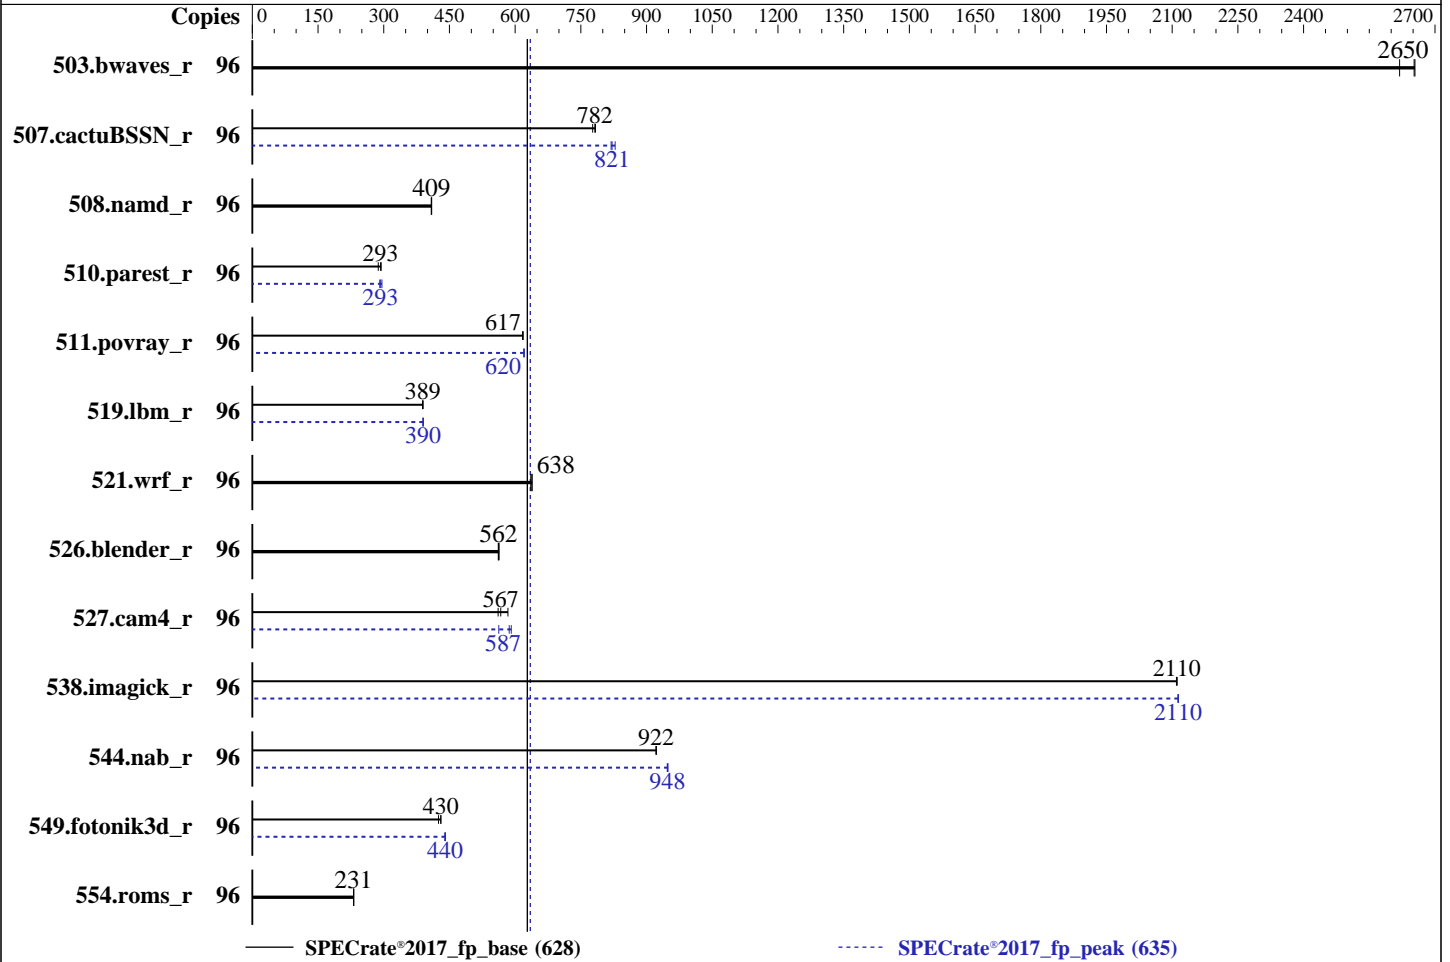 Copies 0 150 300 450 600 750 900 1050 1200 1350 1500 1650 1800 1950 2100 2250 2400 2700
503.bwaves_r 96 2650
507.cactuBSSN_r 96 782
821
508.namd_r 96 409
510.parest_r 96 293
293
511.povray_r 96 617
620
519.lbm_r 96 389
390
521.wrf_r 96 638
526.blender_r 96 562
527.cam4_r 96 567
587
538.imagick_r 96 2110
2110
544.nab_r 96 922
948
549.fotonik3d_r 96 430
440
554.roms_r 96 231
SPECrate®2017_fp_base (628) SPECrate®2017_fp_peak (635)